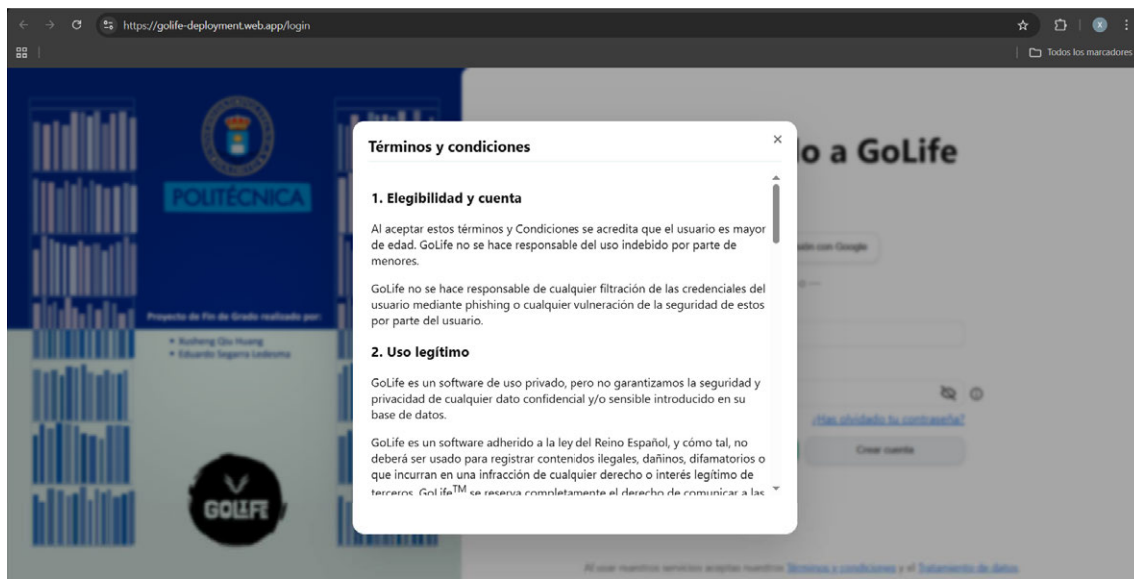 https://golife-deployment.web.app/login
X
Todos los marcadores
POLITÉCNICA
Proyecto de Fin de Grado realizado por:
• Xusheng Qiu Huang
• Eduardo Segarra Ledesma
GOLIFE
o a GoLife
sión con Google
o
¿Has olvidado tu contraseña?
Crear cuenta
Al usar nuestros servicios aceptas nuestros Términos y condiciones y el Tratamiento de datos
Términos y condiciones
×
1. Elegibilidad y cuenta
Al aceptar estos términos y Condiciones se acredita que el usuario es mayor
de edad. GoLife no se hace responsable del uso indebido por parte de
menores.
GoLife no se hace responsable de cualquier filtración de las credenciales del
usuario mediante phishing o cualquier vulneración de la seguridad de estos
por parte del usuario.
2. Uso legítimo
GoLife es un software de uso privado, pero no garantizamos la seguridad y
privacidad de cualquier dato confidencial y/o sensible introducido en su
base de datos.
GoLife es un software adherido a la ley del Reino Español, y cómo tal, no
deberá ser usado para registrar contenidos ilegales, dañinos, difamatorios o
que incurran en una infracción de cualquier derecho o interés legítimo de
terceros. GoLife™ se reserva completamente el derecho de comunicar a las